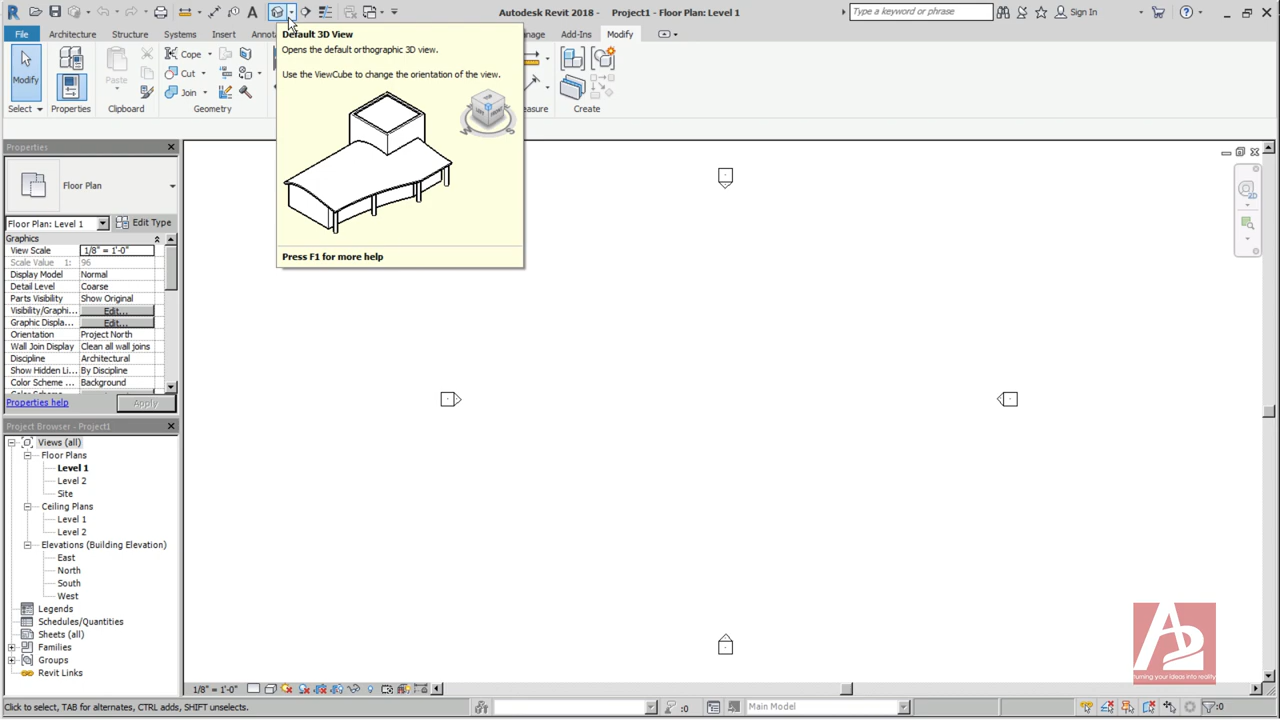 Autodesk Revit 2018 - Project1 - Floor Plan: Level 1
Type a keyword or phrase
Sign In
File Architecture Structure Systems Insert Annota nage Add-Ins Modify
Default 3D View
Opens the default orthographic 3D view.
Use the ViewCube to change the orientation of the view.
Press F1 for more help
Modify
Paste
Cope
Cut
Join
Select Properties Clipboard Geometry easure Create
Properties
Floor Plan
Floor Plan: Level 1 Edit Type
Graphics
View Scale 1/8" = 1'-0"
Scale Value 1: 96
Display Model Normal
Detail Level Coarse
Parts Visibility Show Original
Visibility/Graphi... Edit...
Graphic Displa... Edit...
Orientation Project North
Wall Join Display Clean all wall joins
Discipline Architectural
Show Hidden Li... By Discipline
Color Scheme ... Background
Properties help Apply
Project Browser - Project1
Views (all)
Floor Plans
Level 1
Level 2
Site
Ceiling Plans
Level 1
Level 2
Elevations (Building Elevation)
East
North
South
West
Legends
Schedules/Quantities
Sheets (all)
Families
Groups
Revit Links
turning your ideas into reality
1/8" = 1'-0"
Click to select, TAB for alternates, CTRL adds, SHIFT unselects.
:0
Main Model
:0